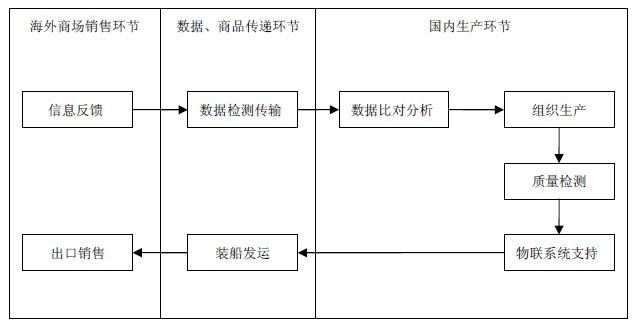 海外商场销售环节
数据、商品传递环节
国内生产环节
信息反馈
数据检测传输
数据比对分析
组织生产
质量检测
出口销售
装船发运
物联系统支持